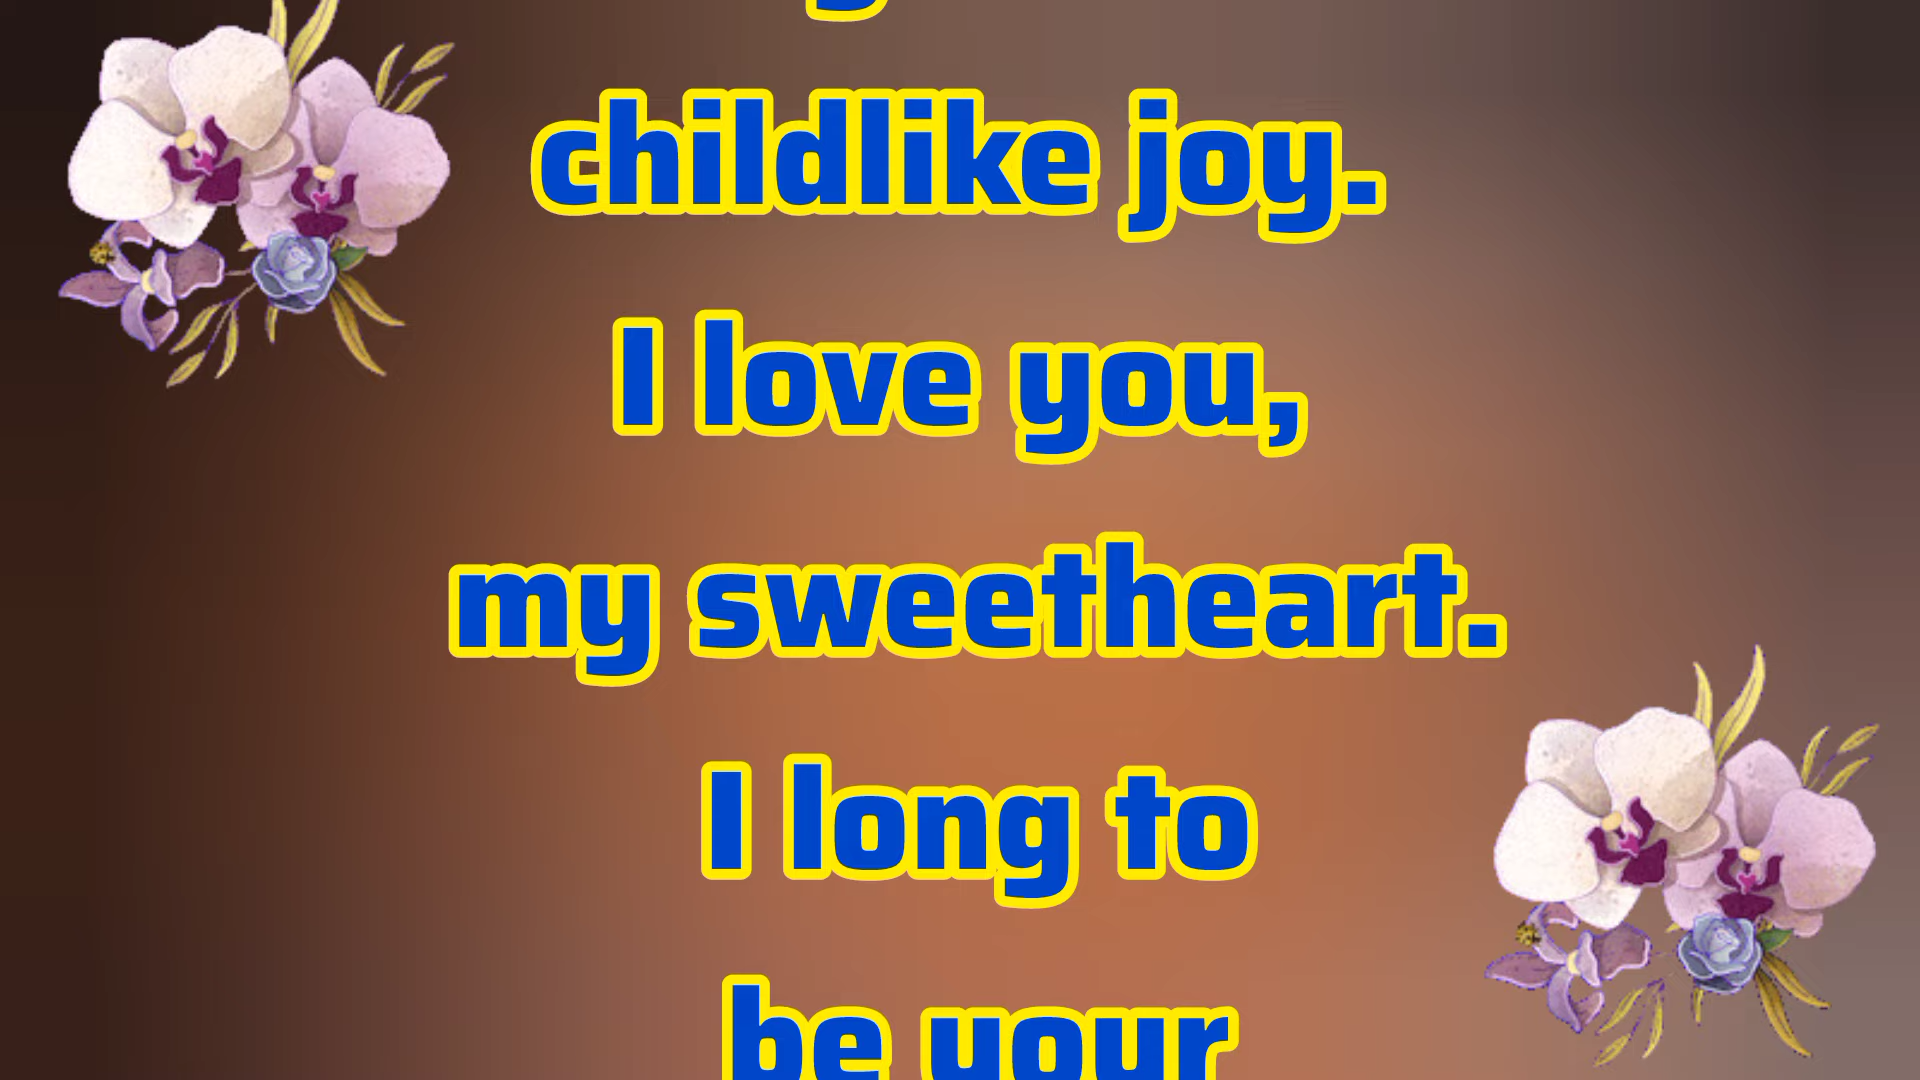 childlike joy.
I love you,
my sweetheart.
I long to
be your